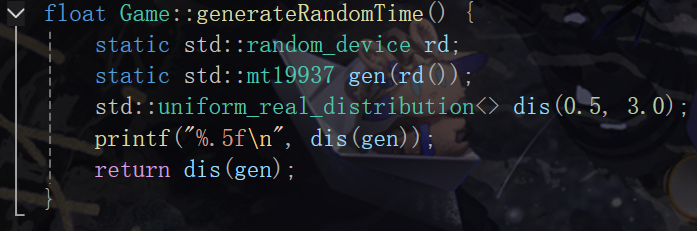 float Game::generateRandomTime() {
    static std::random_device rd;
    static std::mt19937 gen(rd());
    std::uniform_real_distribution<> dis(0.5, 3.0);
    printf("%.5f\n", dis(gen));
    return dis(gen);
}